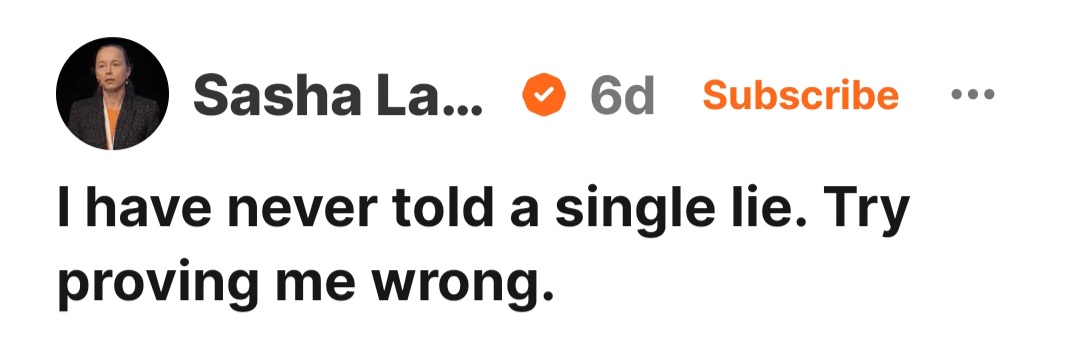 Sasha La... 6d Subscribe
I have never told a single lie. Try
proving me wrong.